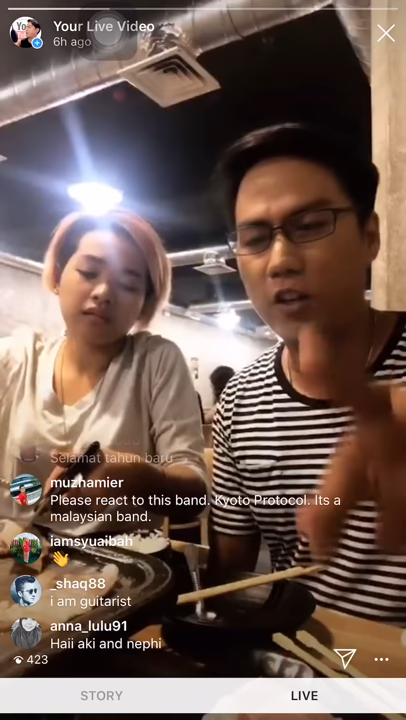 Your Live Video
6h ago
Selamat tahun baru
muzhamier
Please react to this band. Kyoto Protocol. Its a
malaysian band.
iamsyuaibah
👋
_shaq88
i am guitarist
anna_lulu91
Haii aki and nephi
423
STORY
LIVE